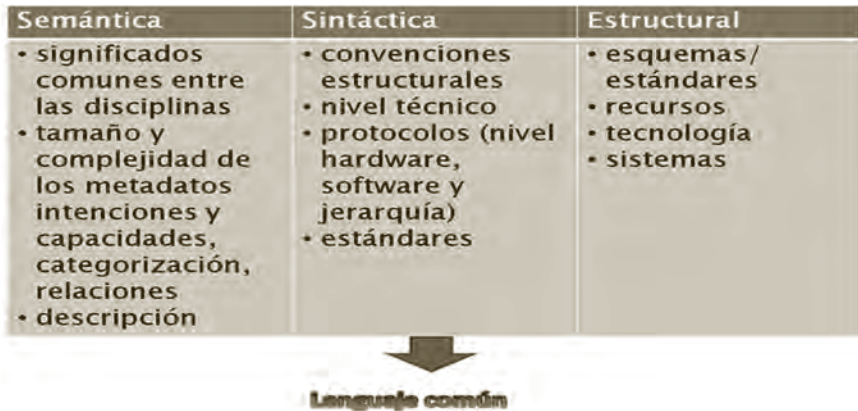 Semántica
• significados
comunes entre
las disciplinas
• tamaño y
complejidad de
los metadatos
intenciones y
capacidades,
categorización,
relaciones
• descripción
Sintáctica
• convenciones
estructurales
• nivel técnico
• protocolos (nivel
hardware,
software y
jerarquía)
• estándares
Estructural
• esquemas/
estándares
• recursos
• tecnología
• sistemas
Lenguaje común